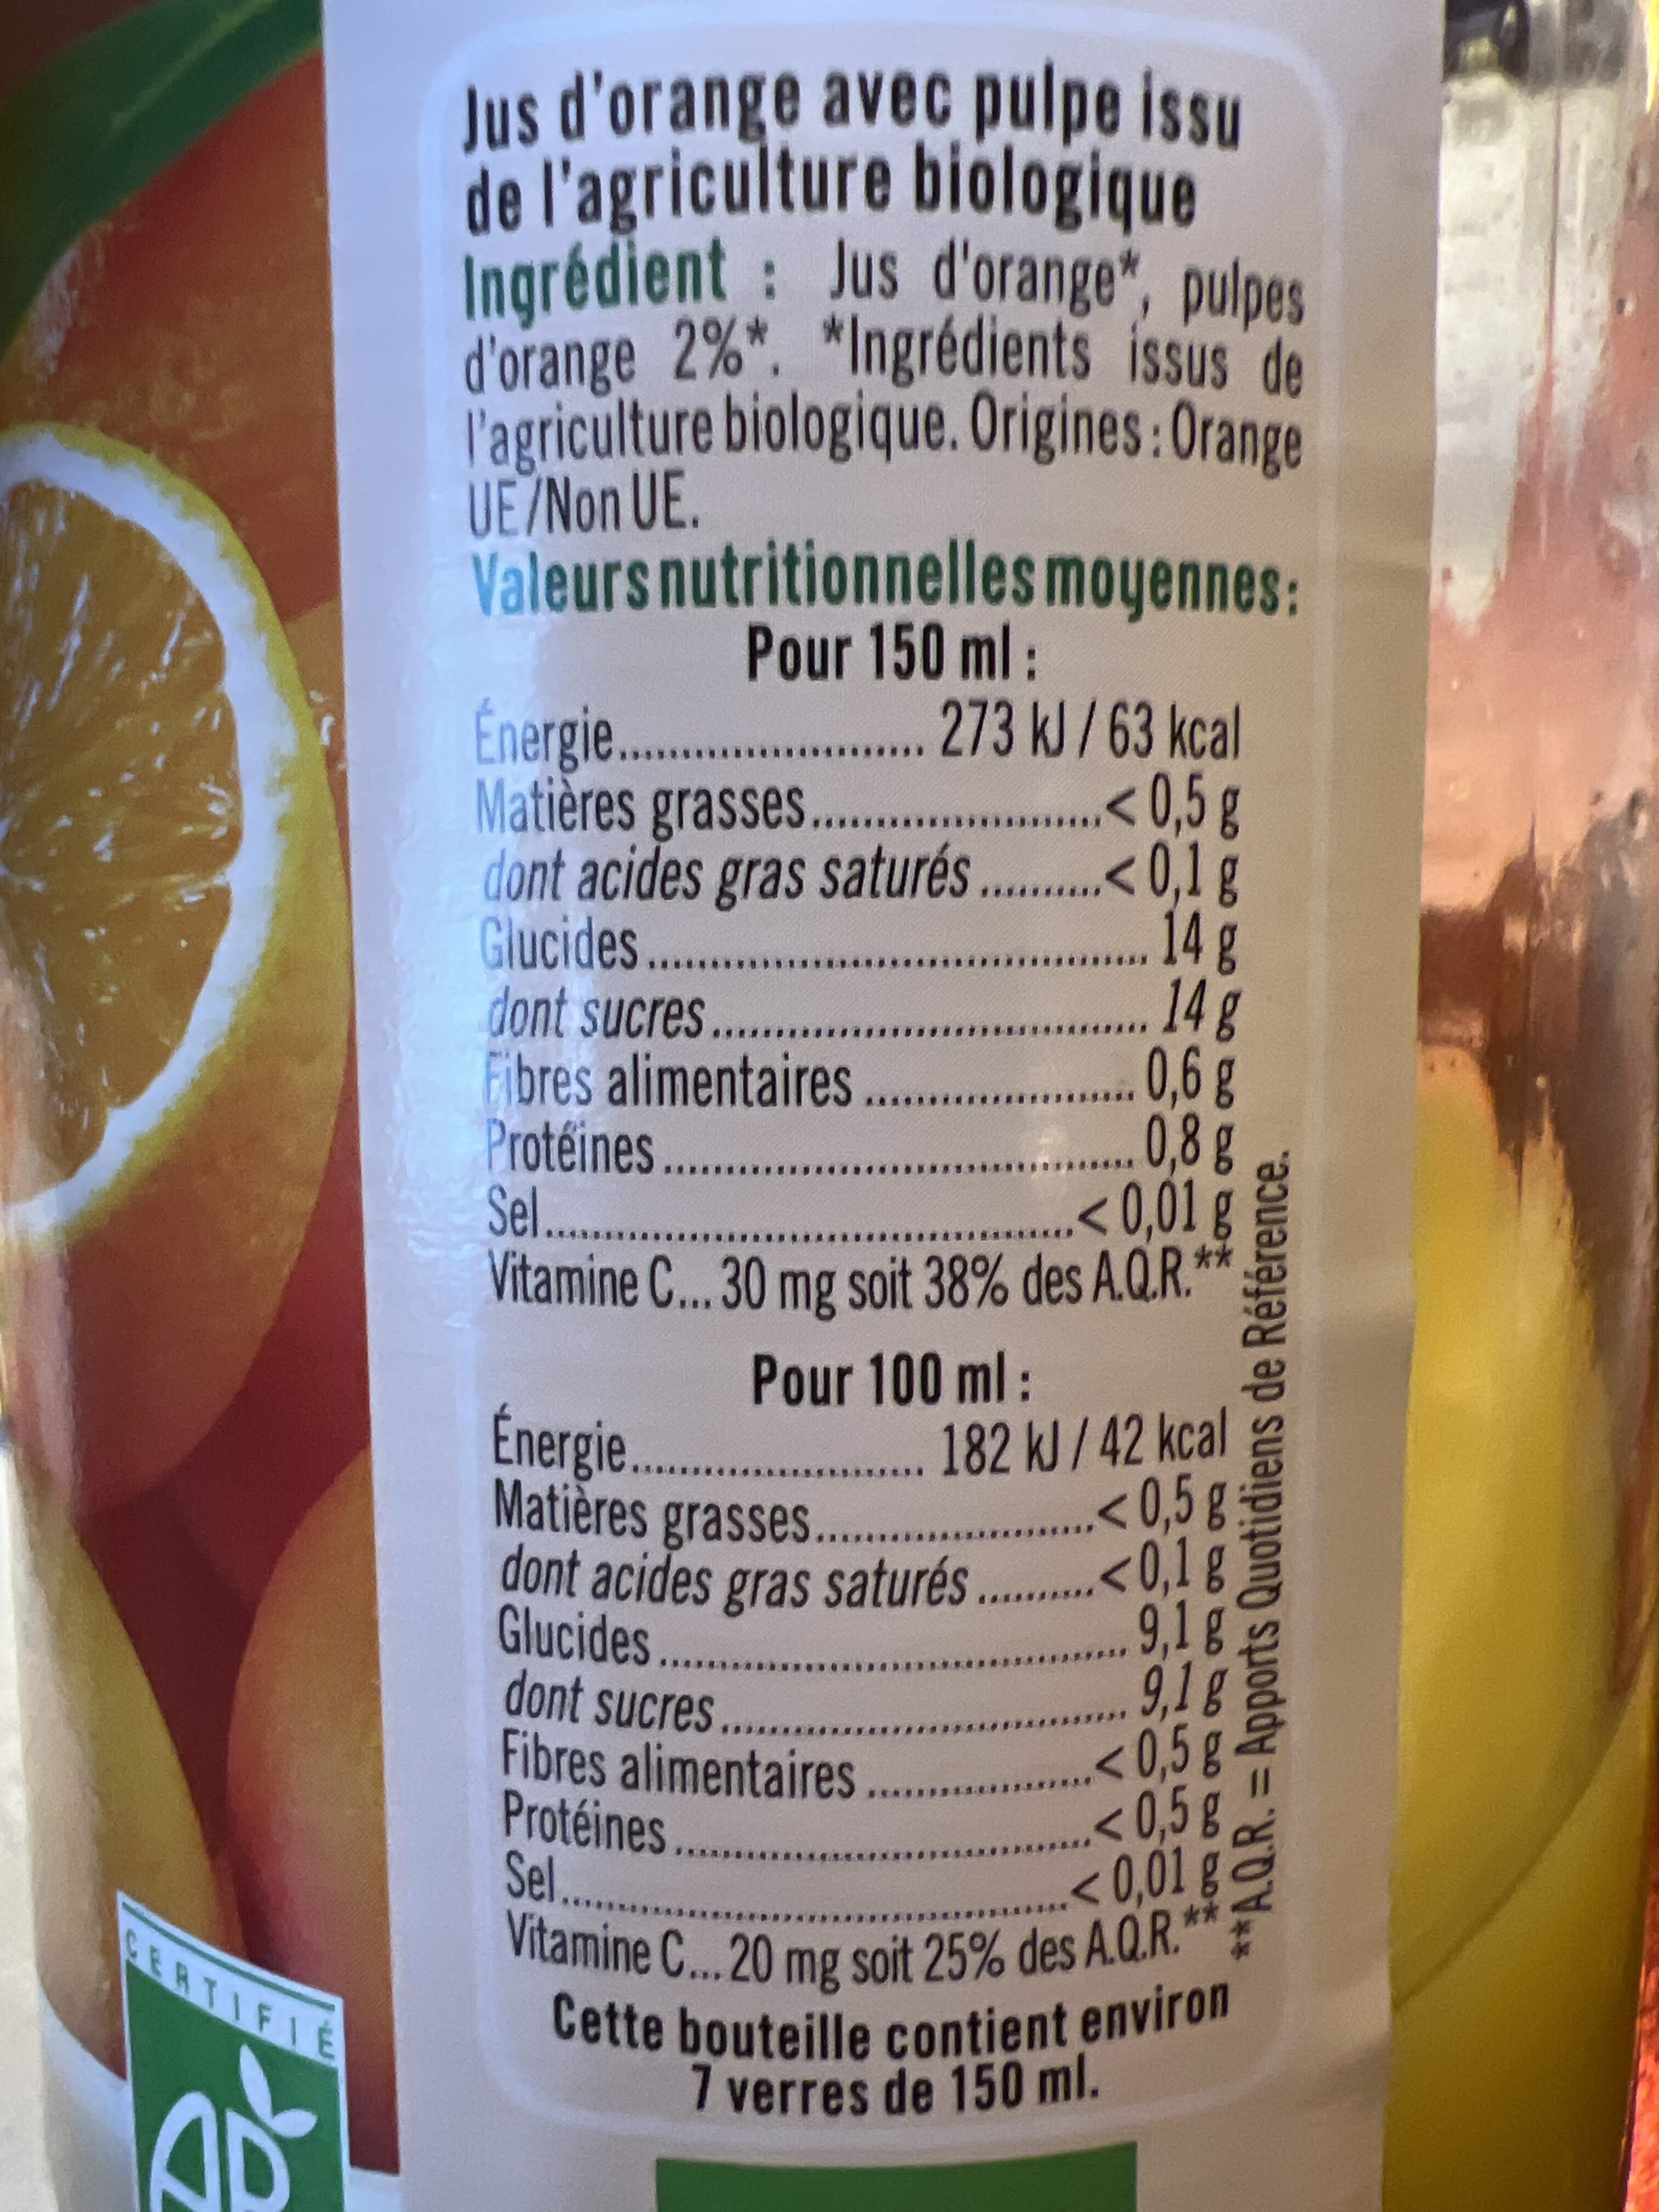 Jus d'orange avec pulpe issu
de l'agriculture biologique
Ingrédient : Jus d'orange*, pulpes
d'orange 2%*. *Ingrédients issus de
l'agriculture biologique. Origines : Orange
UE/Non UE.
Valeurs nutritionnelles moyennes:
Pour 150 ml :
Énergie.......................... 273 kJ / 63 kcal
Matières grasses........................< 0,5 g
dont acides gras saturés ..........< 0,1 g
Glucides .......................................... 14 g
dont sucres..................................... 14 g
Fibres alimentaires ....................... 0,6 g
Protéines........................................ 0,8 g
Sel.............................................< 0,01 g
Vitamine C... 30 mg soit 38% des A.Q.R.**
Pour 100 ml :
Énergie......................... 182 kJ / 42 kcal
Matières grasses........................< 0,5 g
dont acides gras saturés ..........< 0,1 g
Glucides ........................................ 9,1 g
dont sucres................................... 9,1 g
Fibres alimentaires ...................< 0,5 g
Protéines ...................................< 0,5 g
Sel...........................................< 0,01 g
Vitamine C... 20 mg soit 25% des A.Q.R.**
**A.Q.R. = Apports Quotidiens de Référence.
Cette bouteille contient environ
7 verres de 150 ml.
CERTIFIÉ
AB